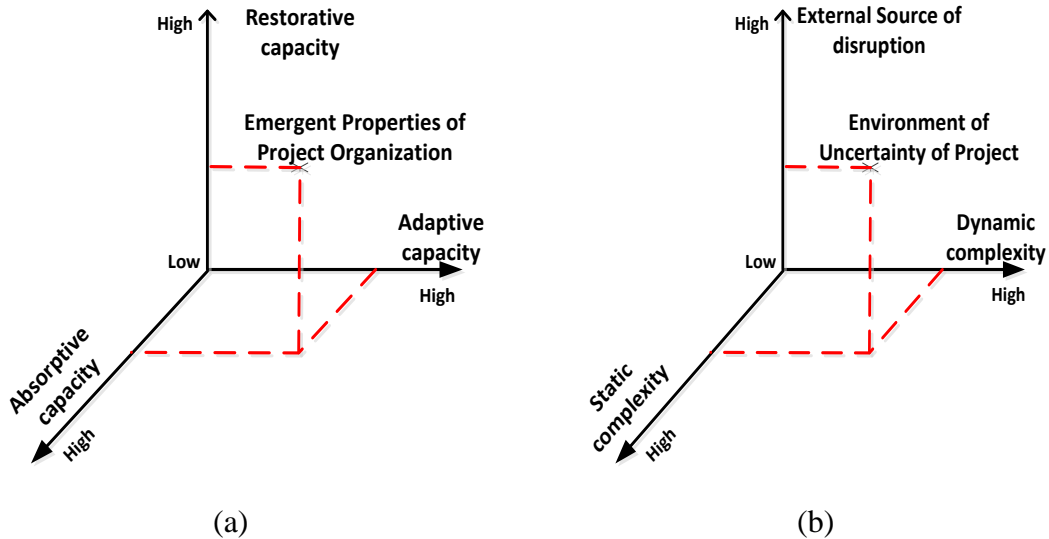 High
Restorative
capacity
Emergent Properties of
Project Organization
Adaptive
capacity
Low
High
Absorptive
capacity
High
(a)
High
External Source of
disruption
Environment of
Uncertainty of Project
Dynamic
complexity
Low
High
Static
complexity
High
(b)